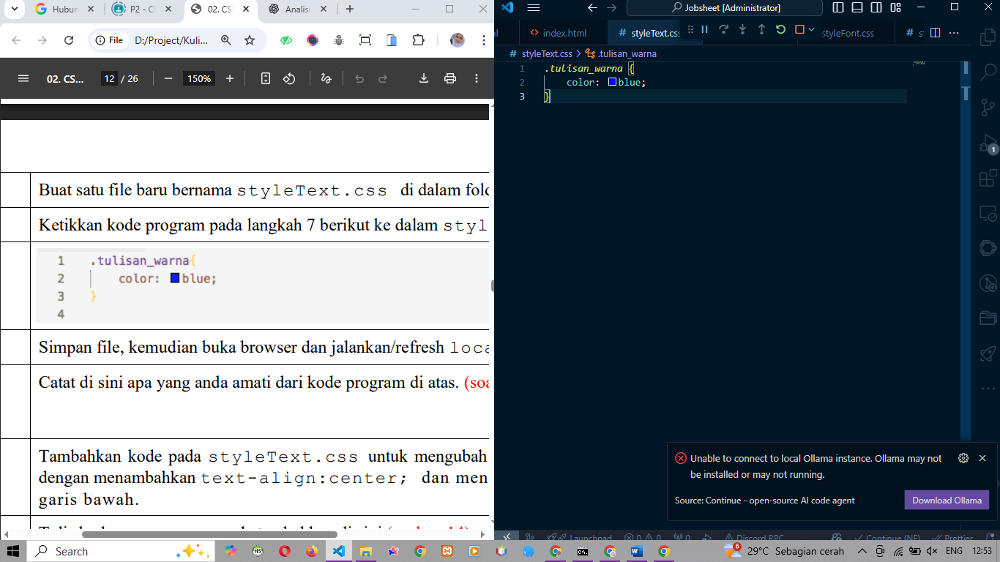 Hubun
P2 - CS
02. CS
Analisi
File
D:/Project/Kuli...
02. CS...
12 / 26
150%
Buat satu file baru bernama styleText.css di dalam fold
Ketikkan kode program pada langkah 7 berikut ke dalam styl
1 .tulisan_warna{
2 color: blue;
3 }
4
Simpan file, kemudian buka browser dan jalankan/refresh loca
Catat di sini apa yang anda amati dari kode program di atas. (soa
Tambahkan kode pada styleText.css untuk mengubah
dengan menambahkan text-align:center; dan men
garis bawah.
Jobsheet [Administrator]
index.html
# styleText.css
styleFont.css
# st
# styleText.css > .tulisan_warna
1 .tulisan_warna {
2 color: blue;
3 }
1
Unable to connect to local Ollama instance. Ollama may not
be installed or may not running.
Source: Continue - open-source AI code agent
Download Ollama
Launchpad
0
0
0
Discord RPC
Continue (NE)
Prettier
Search
6
29°C Sebagian cerah
ENG
12:53